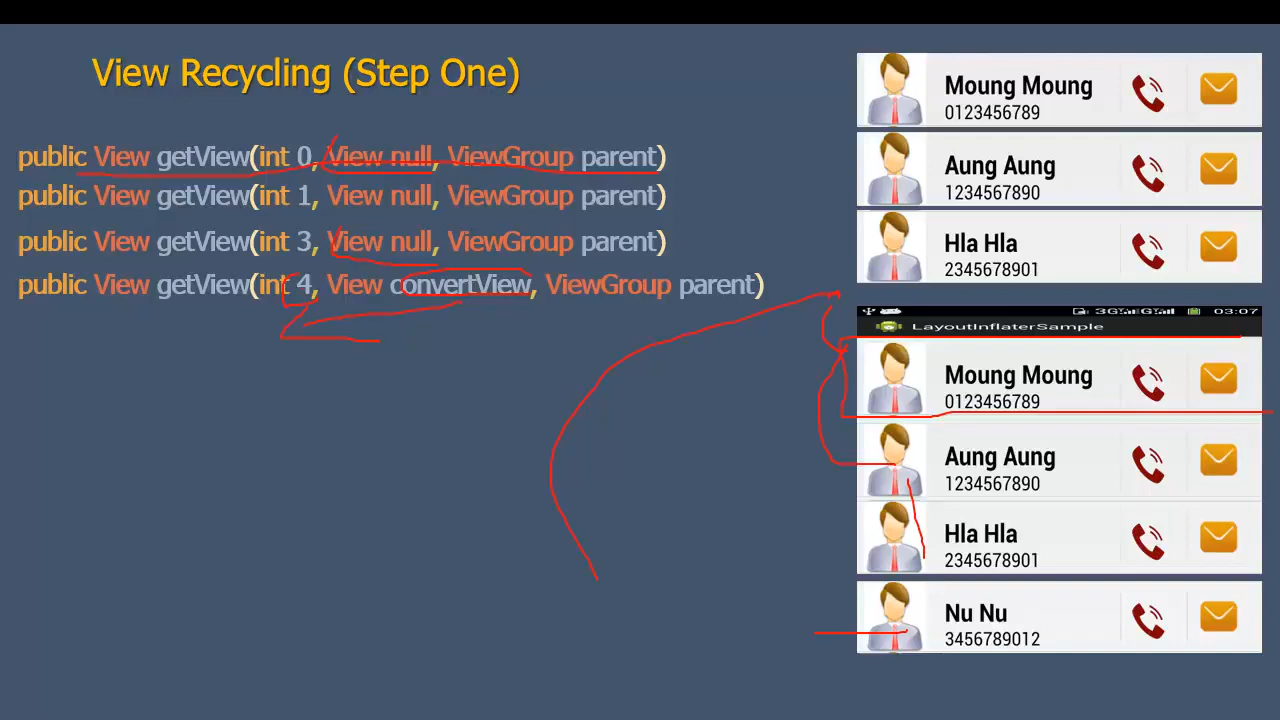 View Recycling (Step One)
public View getView(int 0, View null, ViewGroup parent)
public View getView(int 1, View null, ViewGroup parent)
public View getView(int 3, View null, ViewGroup parent)
public View getView(int 4, View convertView, ViewGroup parent)
Moung Moung
0123456789
Aung Aung
1234567890
Hla Hla
2345678901
3G G 03:07
LayoutInflaterSample
Moung Moung
0123456789
Aung Aung
1234567890
Hla Hla
2345678901
Nu Nu
3456789012